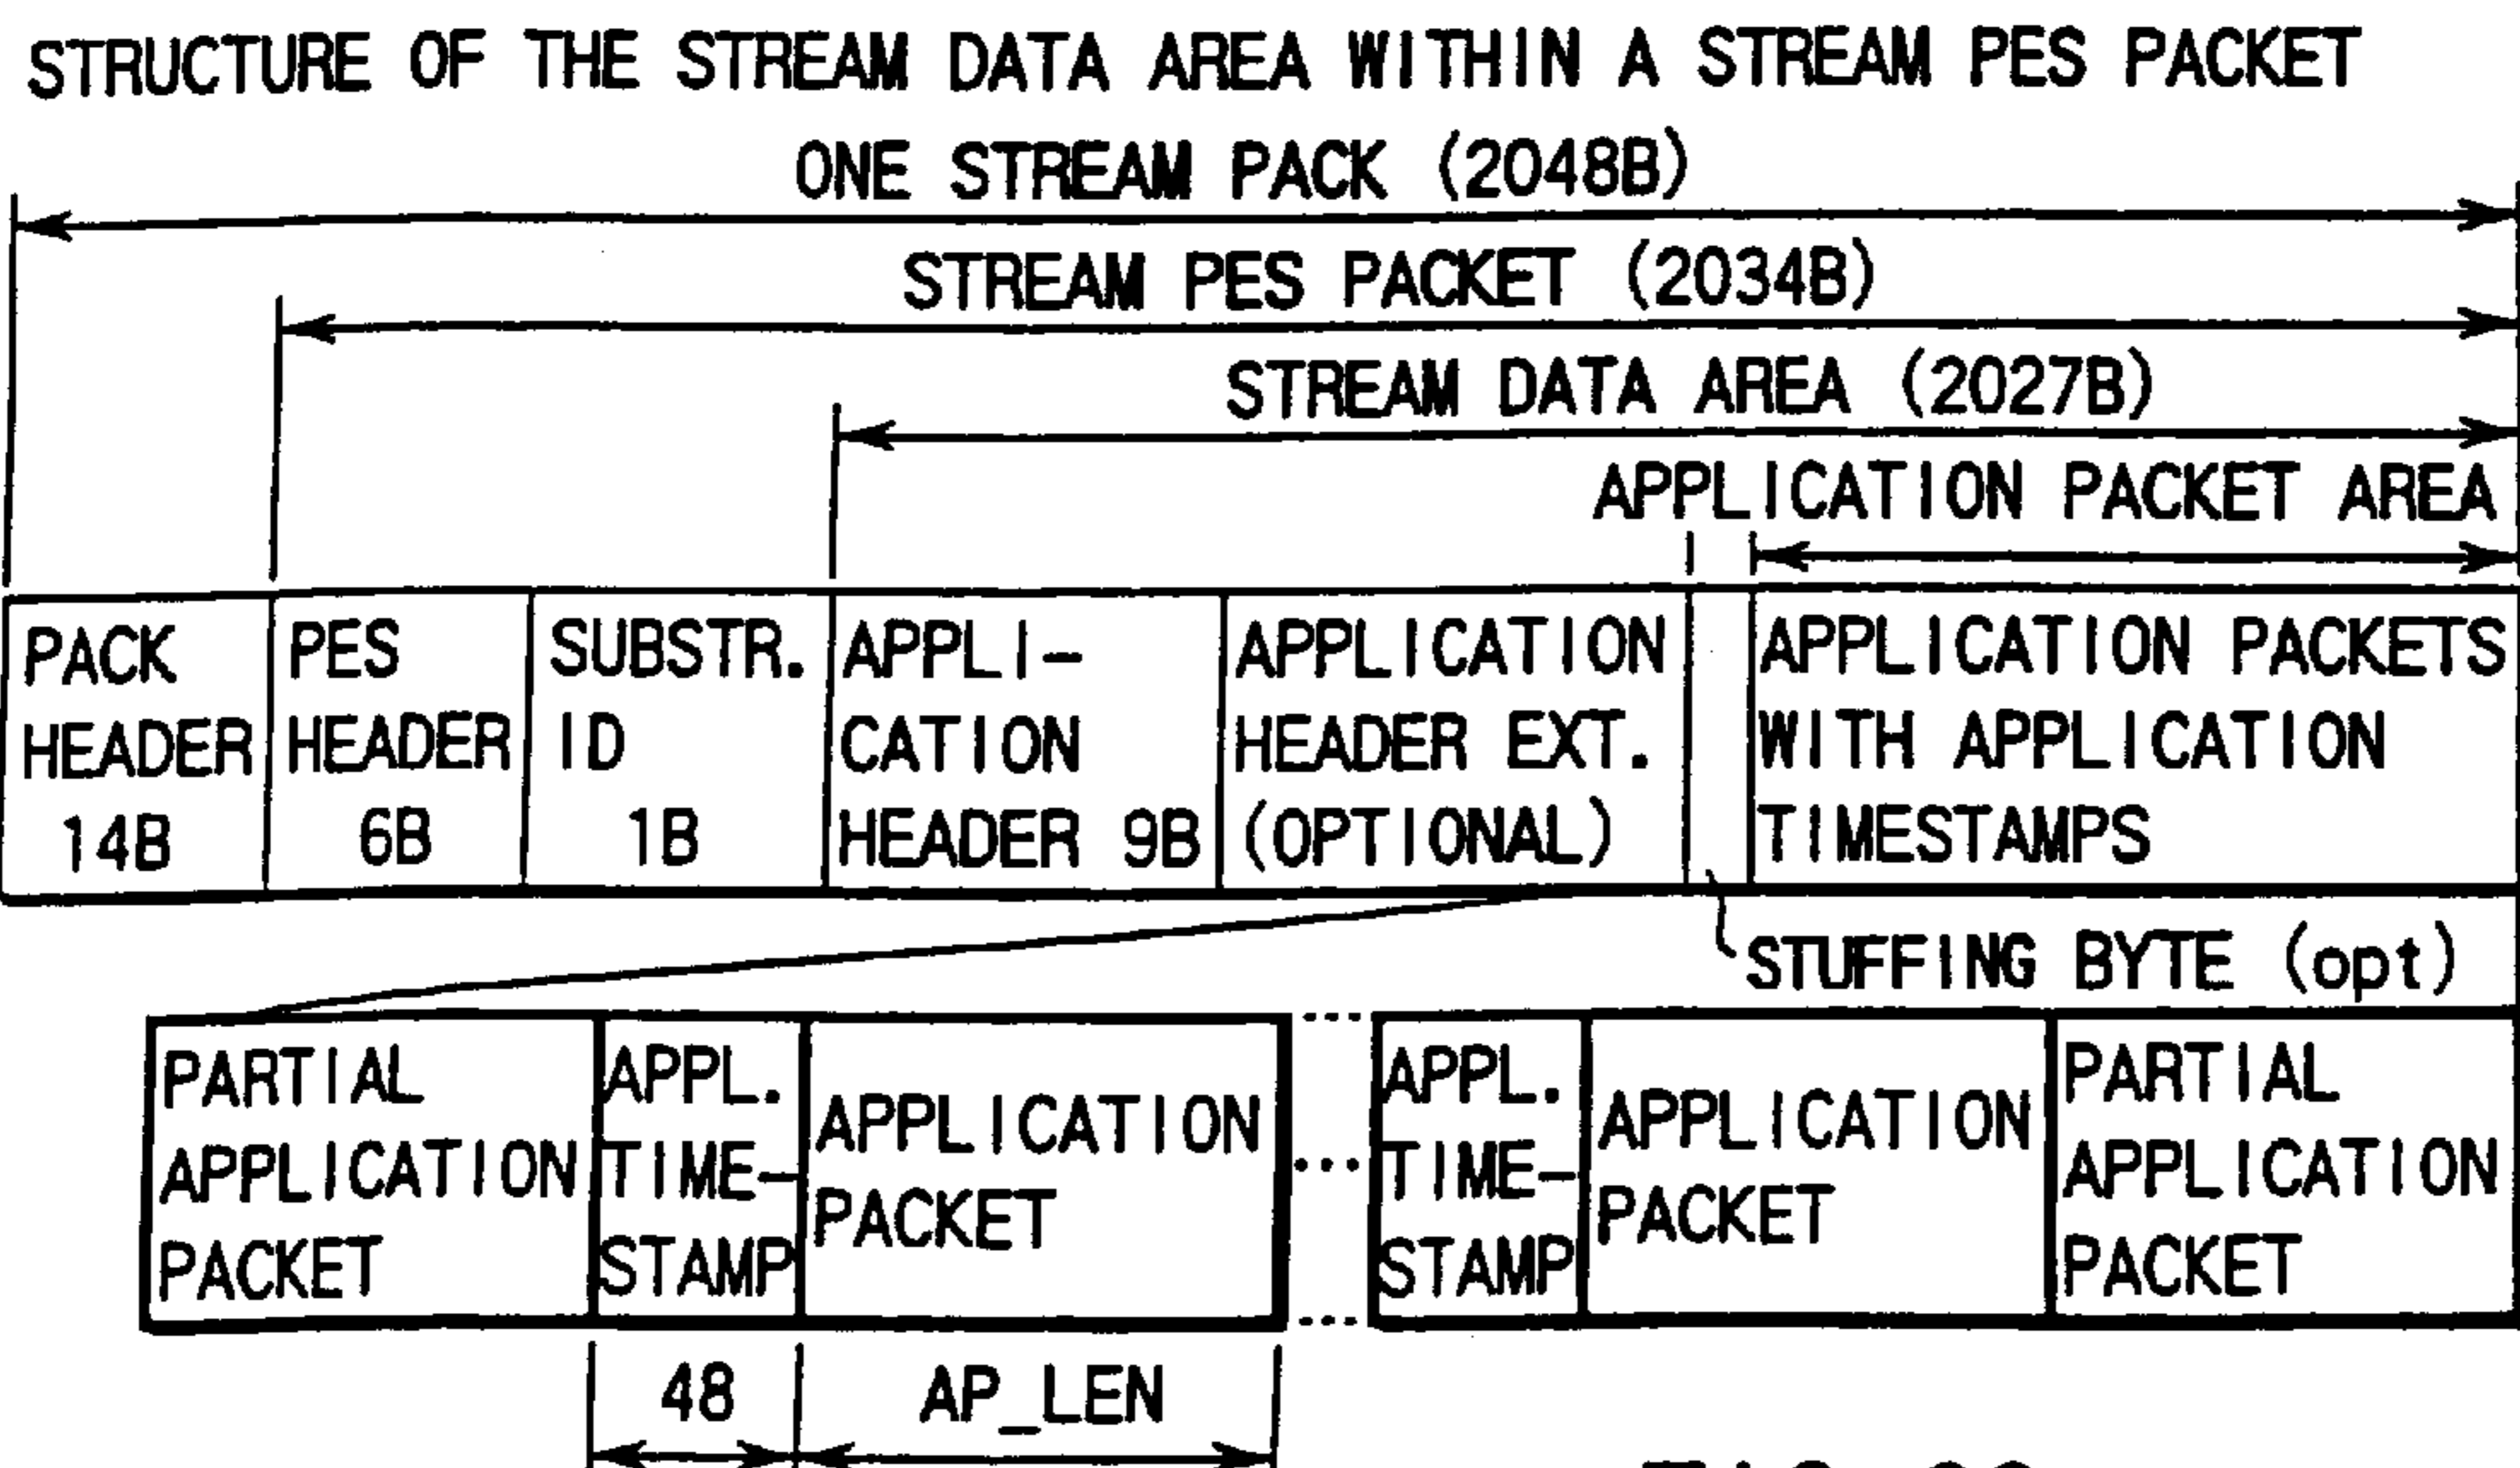 STRUCTURE OF THE STREAM DATA AREA WITHIN A STREAM PES PACKET
ONE STREAM PACK (2048B)
STREAM PES PACKET (2034B)
STREAM DATA AREA (2027B)
APPLICATION PACKET AREA
PACK
HEADER
14B
PES
HEADER
6B
SUBSTR.
ID
1B
APPLI-
CATION
HEADER 9B
APPLICATION
HEADER EXT.
(OPTIONAL)
APPLICATION PACKETS
WITH APPLICATION
TIMESTAMPS
STUFFING BYTE (opt)
PARTIAL
APPLICATION
PACKET
APPL.
TIME-
STAMP
APPLICATION
PACKET
...
APPL.
TIME-
STAMP
APPLICATION
PACKET
PARTIAL
APPLICATION
PACKET
48
AP_LEN